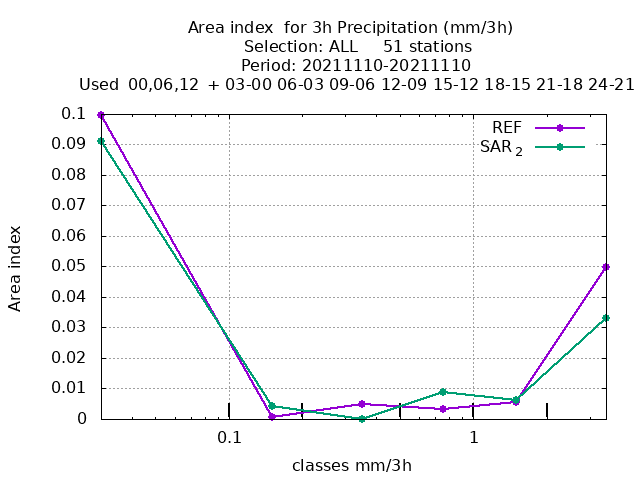 Area index  for 3h Precipitation (mm/3h)
Selection: ALL     51 stations
Period: 20211110-20211110
Used  00,06,12  + 03-00 06-03 09-06 12-09 15-12 18-15 21-18 24-21
REF
SAR 2
0.1
0.09
0.08
0.07
0.06
0.05
0.04
0.03
0.02
0.01
0
Area index
0.1
1
classes mm/3h